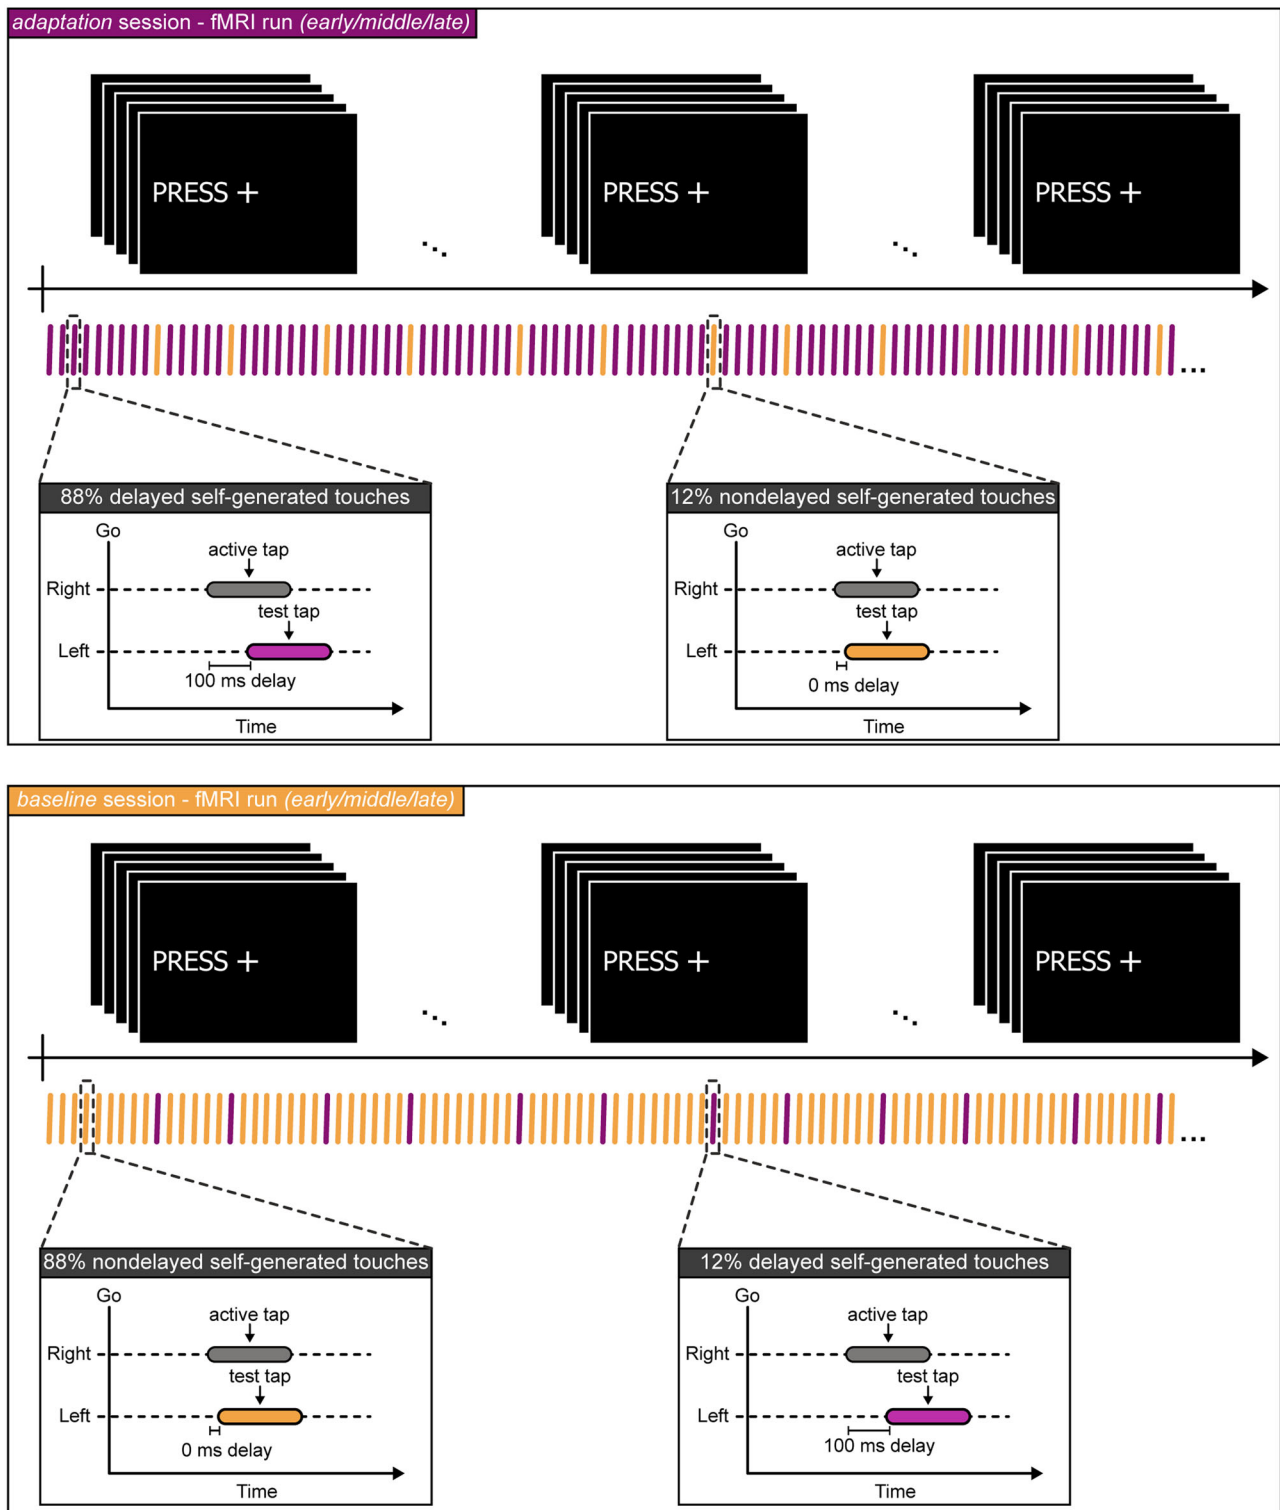 adaptation session - fMRI run (early/middle/late)
PRESS +
PRESS +
PRESS +
...
...
...
88% delayed self-generated touches
Go
active tap
Right
test tap
Left
100 ms delay
Time
12% nondelayed self-generated touches
Go
active tap
Right
test tap
Left
0 ms delay
Time
baseline session - fMRI run (early/middle/late)
PRESS +
PRESS +
PRESS +
...
...
...
88% nondelayed self-generated touches
Go
active tap
Right
test tap
Left
0 ms delay
Time
12% delayed self-generated touches
Go
active tap
Right
test tap
Left
100 ms delay
Time